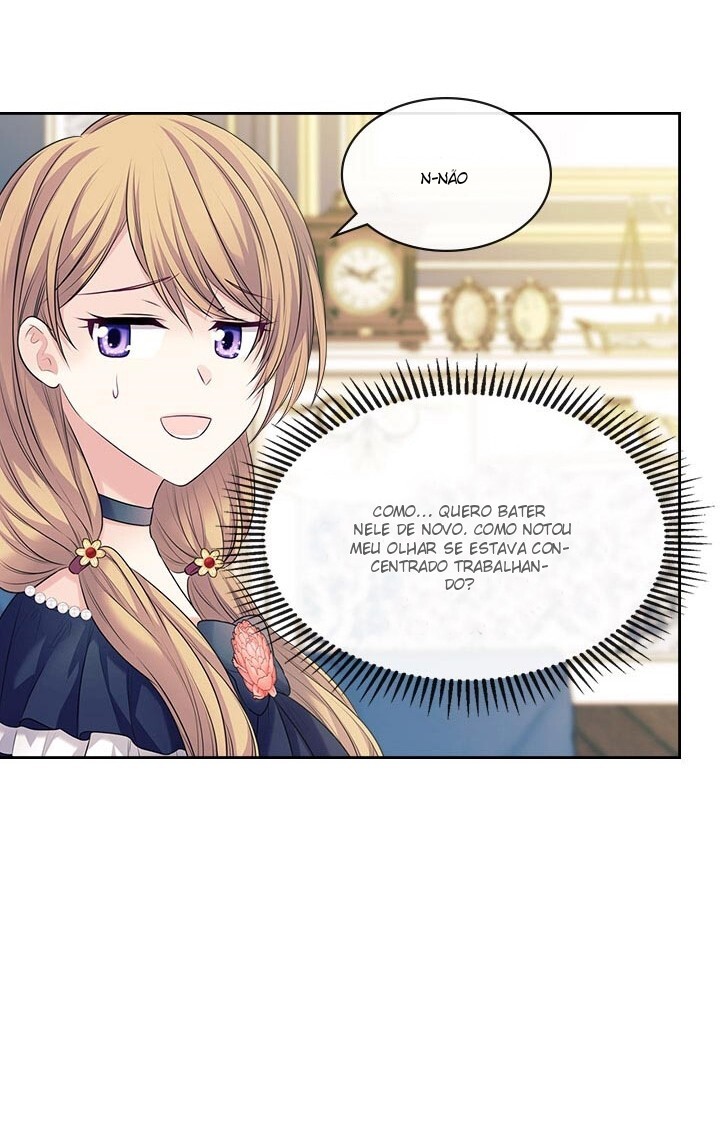 N-NÃO
COMO... QUERO BATER
NELE DE NOVO. COMO NOTOU
MEU OLHAR SE ESTAVA CON-
CENTRADO TRABALHAN-
DO?